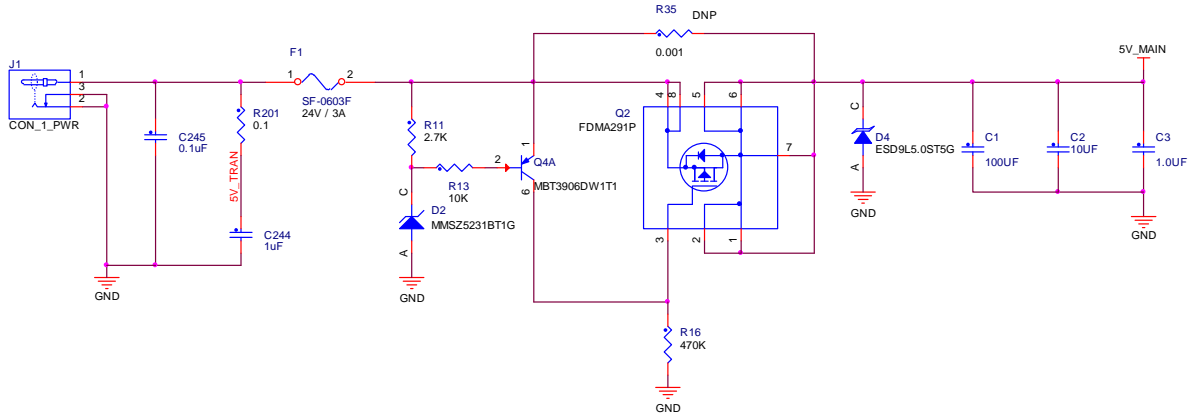 R35
DNP
0.001
5V_MAIN
J1
1
3
2
CON_1_PWR
F1
1
2
SF-0603F
24V / 3A
R201
0.1
C245
0.1uF
5V_TRAN
C244
1uF
GND
R11
2.7K
R13
10K
2
1
Q4A
MBT3906DW1T1
6
C
D2
MMSZ5231BT1G
A
GND
4
8
5
6
Q2
FDMA291P
7
3
2
1
R16
470K
GND
C
D4
ESD9L5.0ST5G
A
GND
C1
100UF
C2
10UF
C3
1.0UF
GND